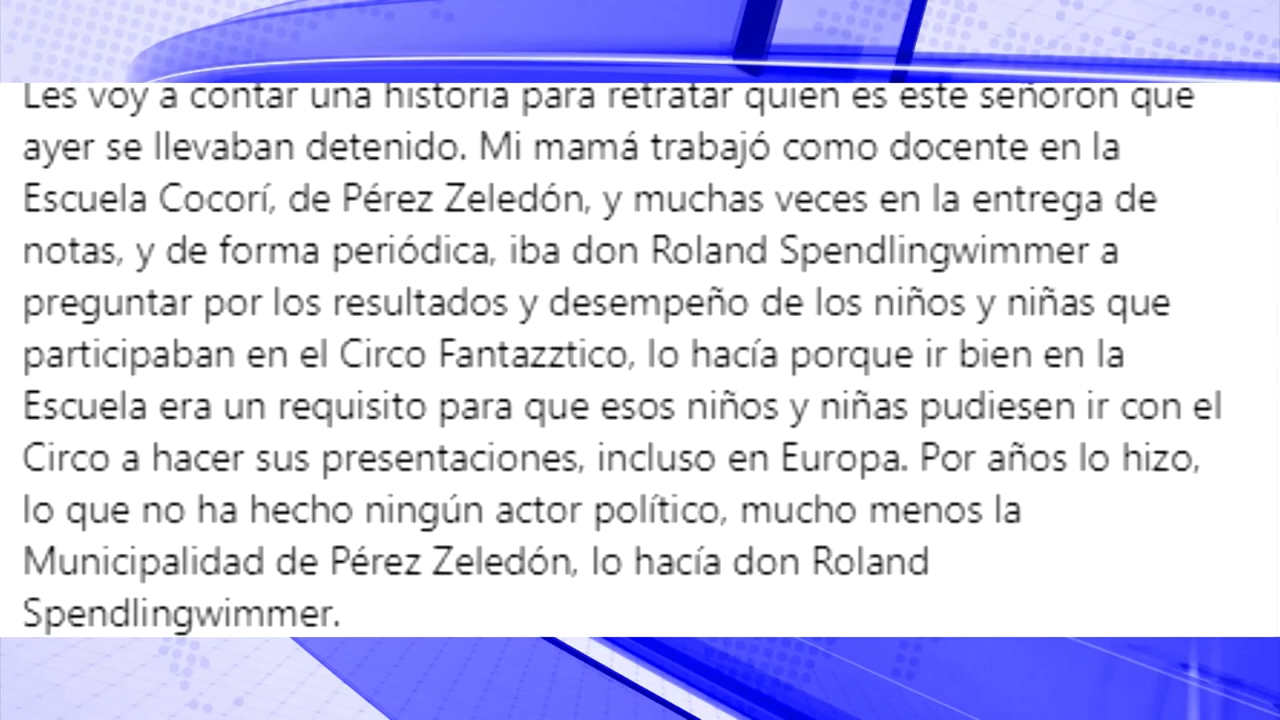 Les voy a contar una historia para retratar quien es este señorón que
ayer se llevaban detenido. Mi mamá trabajó como docente en la
Escuela Cocorí, de Pérez Zeledón, y muchas veces en la entrega de
notas, y de forma periódica, iba don Roland Spendlingwimmer a
preguntar por los resultados y desempeño de los niños y niñas que
participaban en el Circo Fantazztico, lo hacía porque ir bien en la
Escuela era un requisito para que esos niños y niñas pudiesen ir con el
Circo a hacer sus presentaciones, incluso en Europa. Por años lo hizo,
lo que no ha hecho ningún actor político, mucho menos la
Municipalidad de Pérez Zeledón, lo hacía don Roland
Spendlingwimmer.